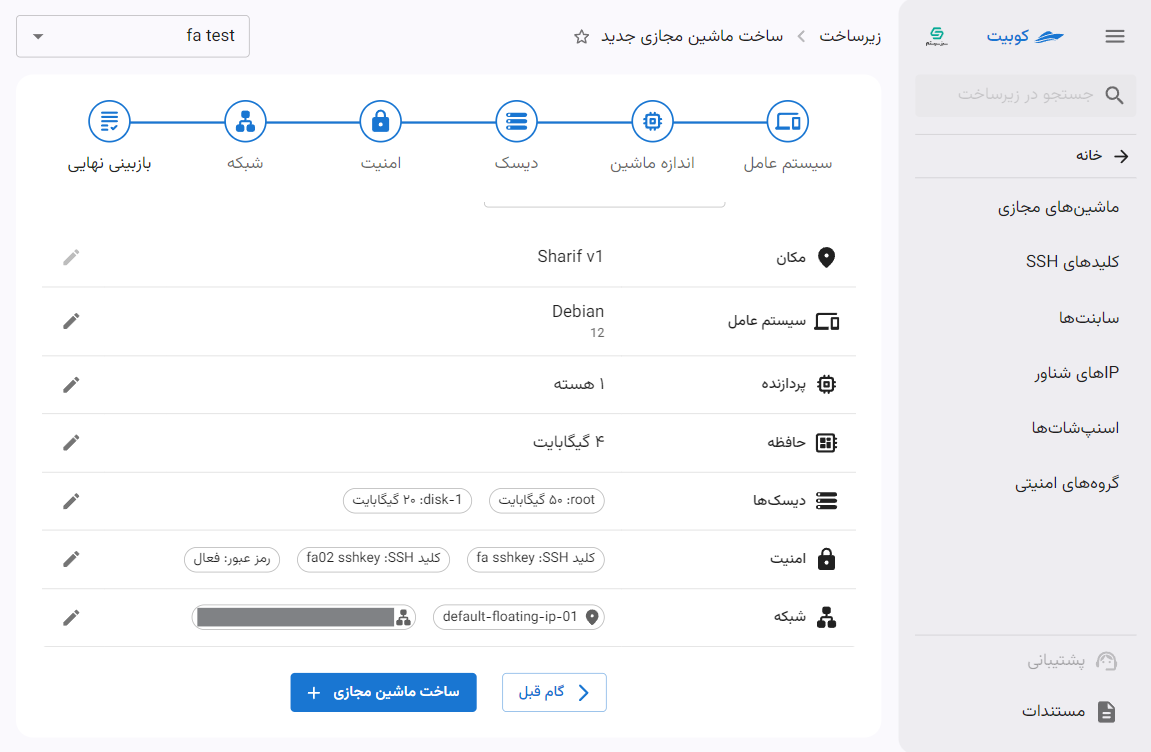 کوبیت
جستجو در زیرساخت
خانه
ماشین‌های مجازی
کلیدهای SSH
سابنت‌ها
IPهای شناور
اسنپ‌شات‌ها
گروه‌های امنیتی
پشتیبانی
مستندات
زیرساخت
ساخت ماشین مجازی جدید
fa test
سیستم عامل
اندازه ماشین
دیسک
امنیت
شبکه
بازبینی نهایی
مکان
Sharif v1
سیستم عامل
Debian
12
پردازنده
۱ هسته
حافظه
۴ گیگابایت
دیسک‌ها
root: ۵۰ گیگابایت
disk-1: ۲۰ گیگابایت
امنیت
کلید SSH: fa sshkey
کلید SSH: fa02 sshkey
رمز عبور: فعال
شبکه
default-floating-ip-01
گام قبل
ساخت ماشین مجازی +